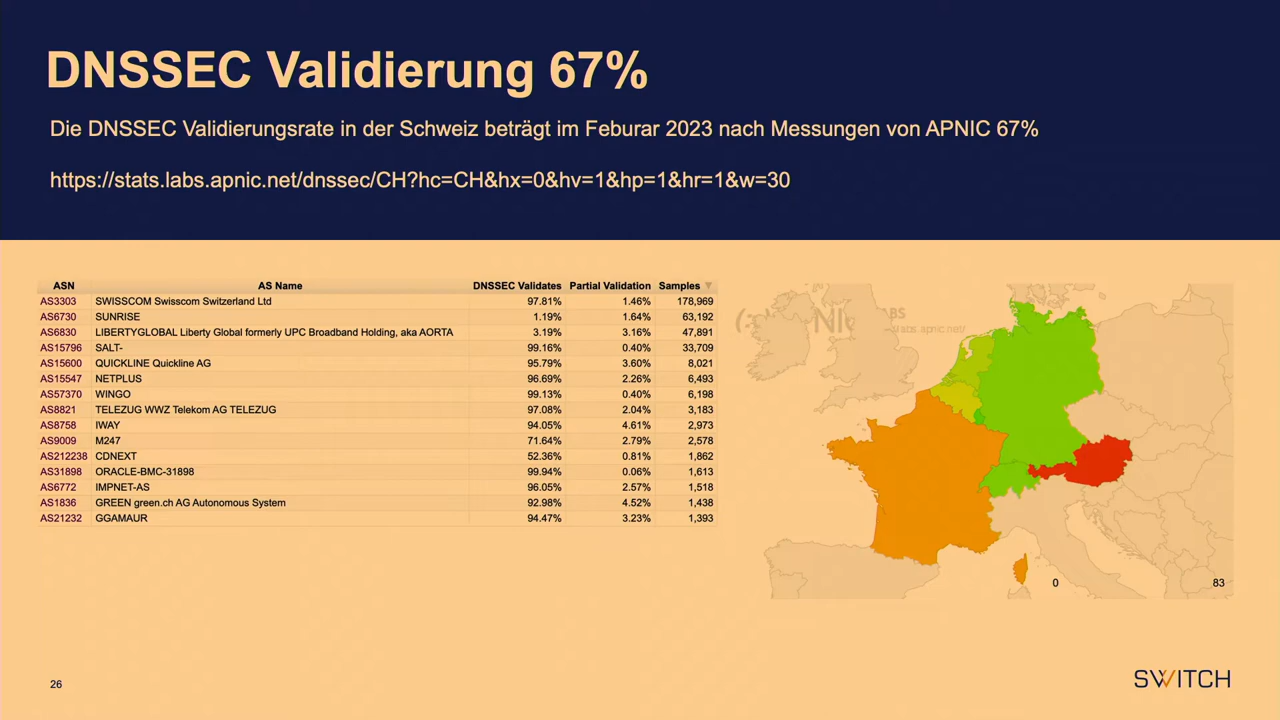 DNSSEC Validierung 67%
Die DNSSEC Validierungsrate in der Schweiz beträgt im Feburar 2023 nach Messungen von APNIC 67%
https://stats.labs.apnic.net/dnssec/CH?hc=CH&hx=0&hv=1&hp=1&hr=1&w=30
ASN AS Name DNSSEC Validates Partial Validation Samples ▼
AS3303 SWISSCOM Swisscom Switzerland Ltd 97.81% 1.46% 178,969
AS6730 SUNRISE 1.19% 1.64% 63,192
AS6830 LIBERTYGLOBAL Liberty Global formerly UPC Broadband Holding, aka AORTA 3.19% 3.16% 47,891
AS15796 SALT- 99.16% 0.40% 33,709
AS15600 QUICKLINE Quickline AG 95.79% 3.60% 8,021
AS15547 NETPLUS 96.69% 2.26% 6,493
AS57370 WINGO 99.13% 0.40% 6,198
AS8821 TELEZUG WWZ Telekom AG TELEZUG 97.08% 2.04% 3,183
AS8758 IWAY 94.05% 4.61% 2,973
AS9009 M247 71.64% 2.79% 2,578
AS212238 CDNEXT 52.36% 0.81% 1,862
AS31898 ORACLE-BMC-31898 99.94% 0.06% 1,613
AS6772 IMPNET-AS 96.05% 2.57% 1,518
AS1836 GREEN green.ch AG Autonomous System 92.98% 4.52% 1,438
AS21232 GGAMAUR 94.47% 3.23% 1,393
0 83
26
SWITCH